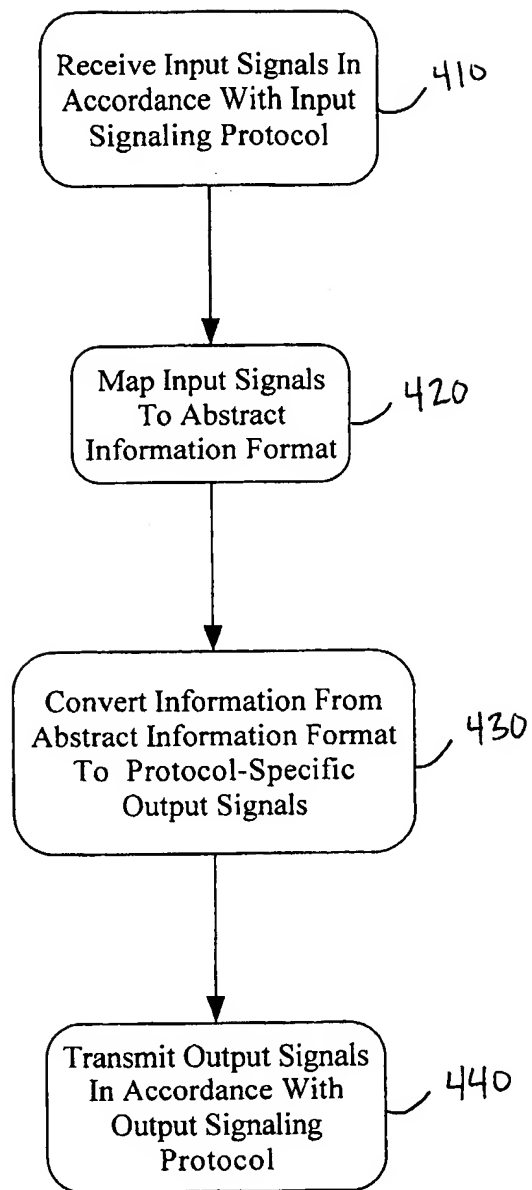 Receive Input Signals In
Accordance With Input
Signaling Protocol
410
Map Input Signals
To Abstract
Information Format
420
Convert Information From
Abstract Information Format
To Protocol-Specific
Output Signals
430
Transmit Output Signals
In Accordance With
Output Signaling
Protocol
440